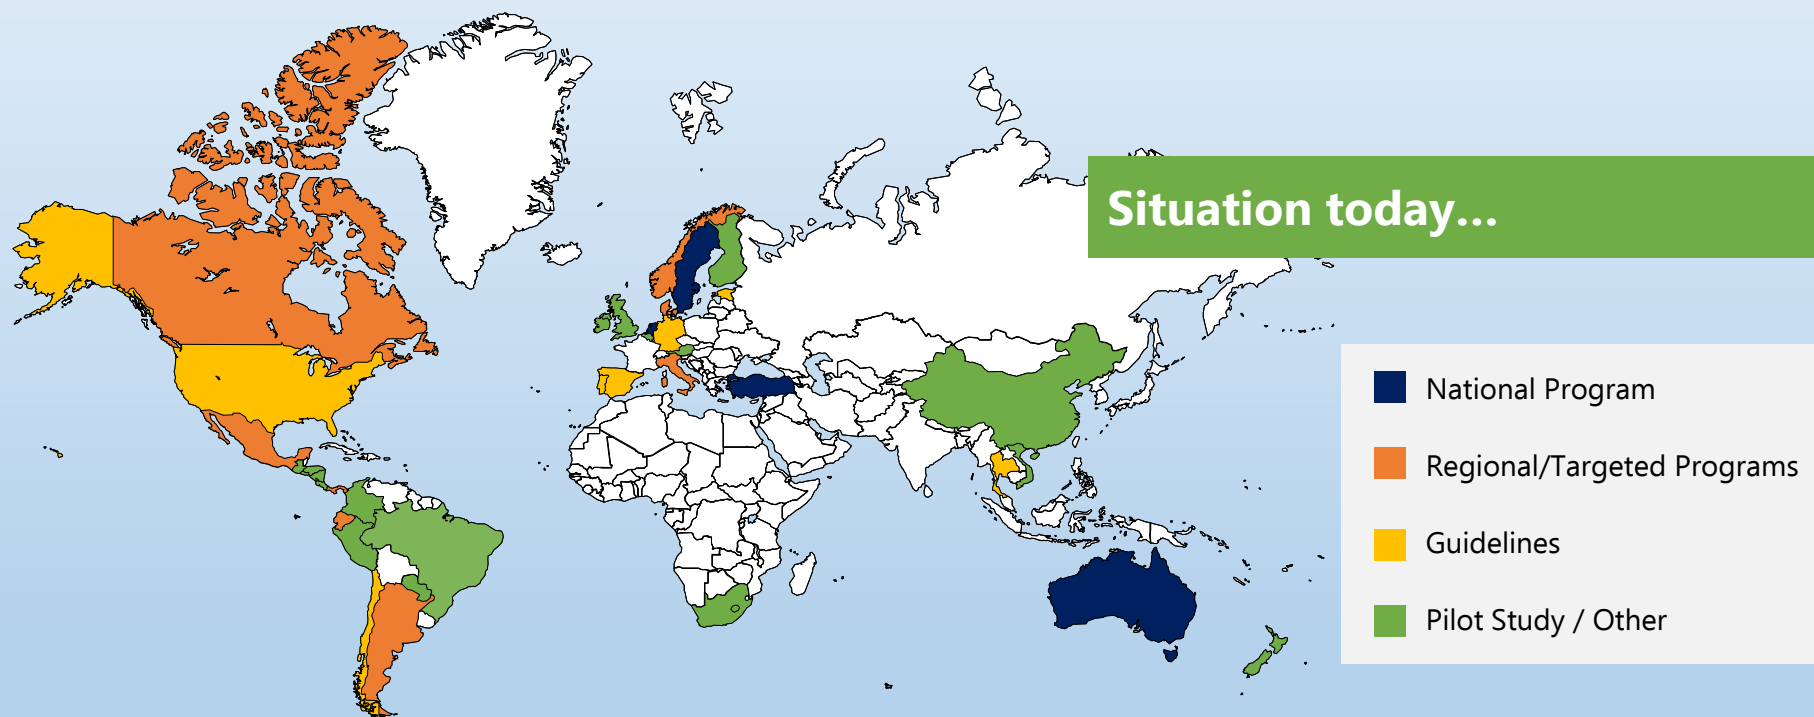 Situation today...
National Program
Regional/Targeted Programs
Guidelines
Pilot Study / Other